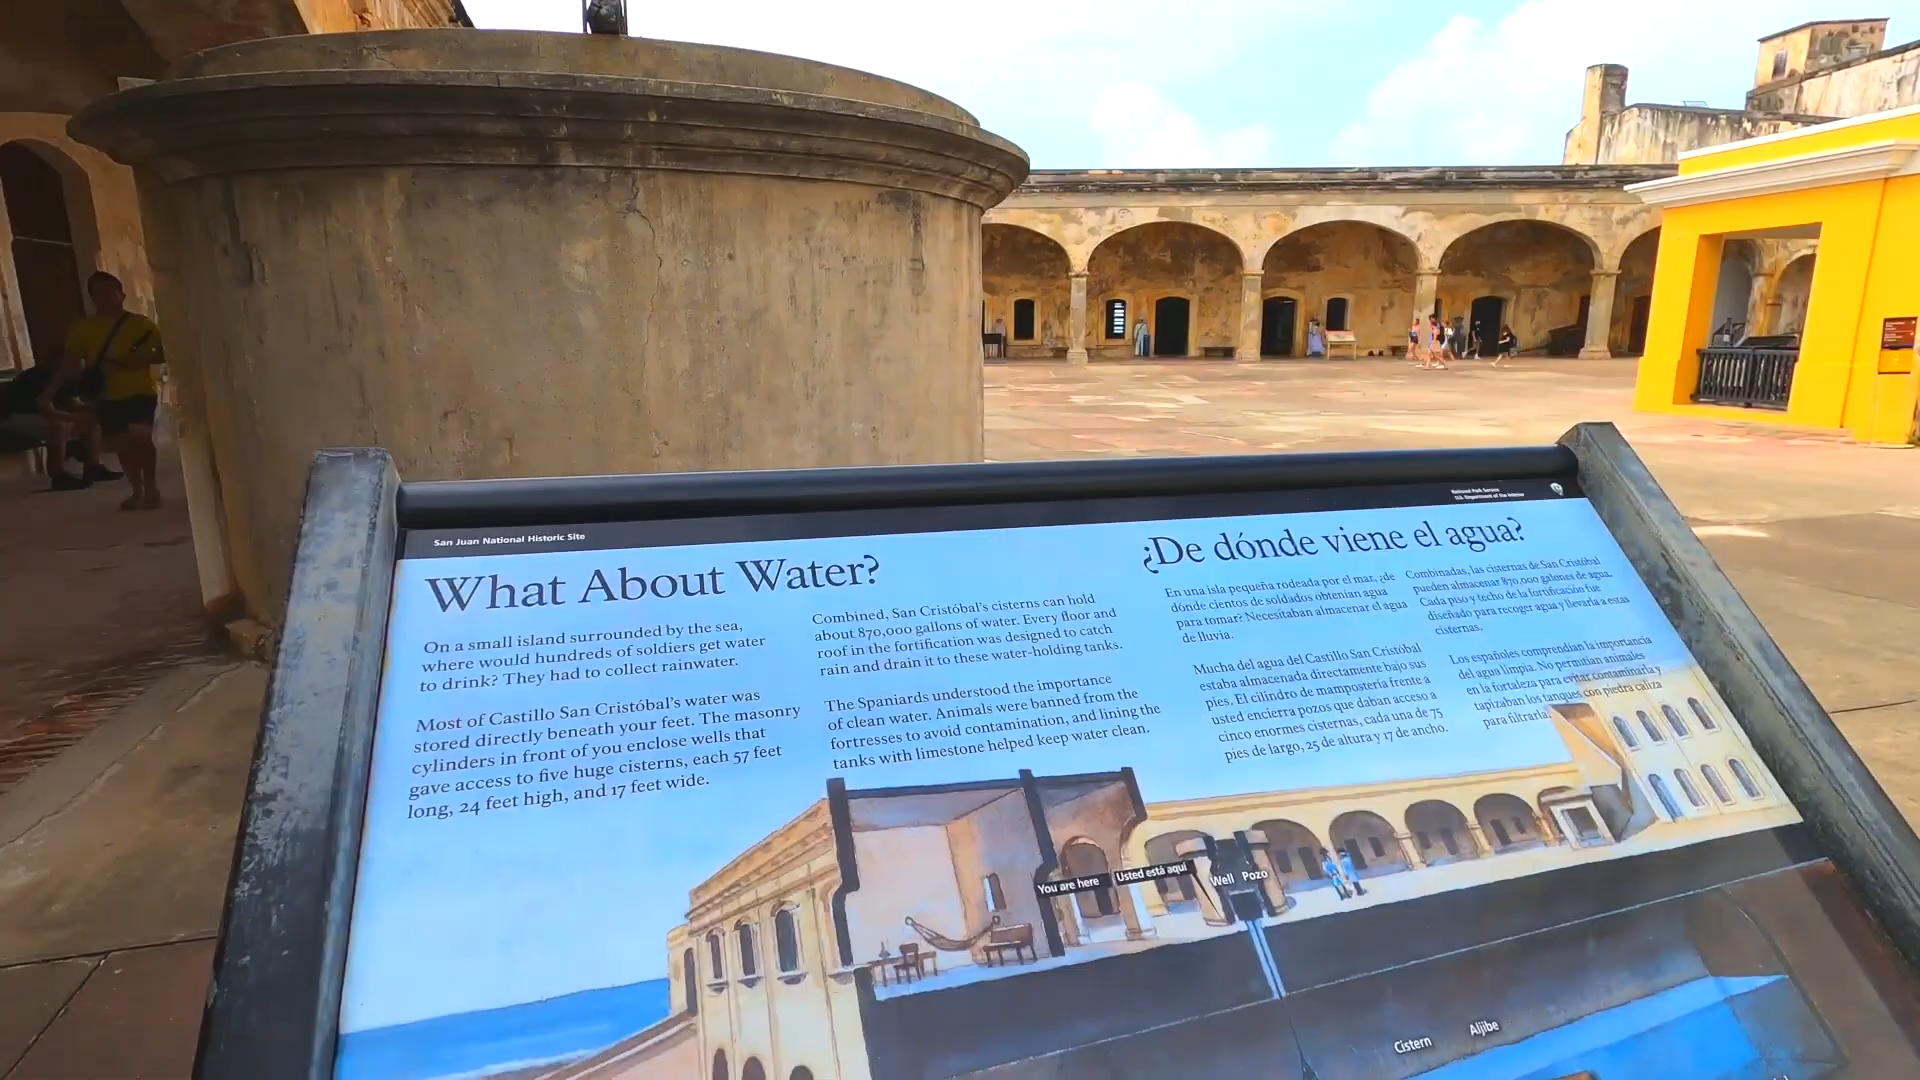 San Juan National Historic Site
National Park Service
U.S. Department of the Interior
What About Water?
On a small island surrounded by the sea,
where would hundreds of soldiers get water
to drink? They had to collect rainwater.
Most of Castillo San Cristóbal's water was
stored directly beneath your feet. The masonry
cylinders in front of you enclose wells that
gave access to five huge cisterns, each 57 feet
long, 24 feet high, and 17 feet wide.
Combined, San Cristóbal's cisterns can hold
about 870,000 gallons of water. Every floor and
roof in the fortification was designed to catch
rain and drain it to these water-holding tanks.
The Spaniards understood the importance
of clean water. Animals were banned from the
fortresses to avoid contamination, and lining the
tanks with limestone helped keep water clean.
¿De dónde viene el agua?
En una isla pequeña rodeada por el mar, ¿de
dónde cientos de soldados obtenían agua
para tomar? Necesitaban almacenar el agua
de lluvia.
Mucha del agua del Castillo San Cristóbal
estaba almacenada directamente bajo sus
pies. El cilindro de mampostería frente a
usted encierra pozos que daban acceso a
cinco enormes cisternas, cada una de 75
pies de largo, 25 de altura y 17 de ancho.
Combinadas, las cisternas de San Cristóbal
pueden almacenar 870,000 galones de agua.
Cada piso y techo de la fortificación fue
diseñado para recoger agua y llevarla a estas
cisternas.
Los españoles comprendían la importancia
del agua limpia. No permitían animales
en la fortaleza para evitar contaminarla y
tapizaban los tanques con piedra caliza
para filtrarla.
You are here
Usted está aquí
Well Pozo
Cistern Aljibe